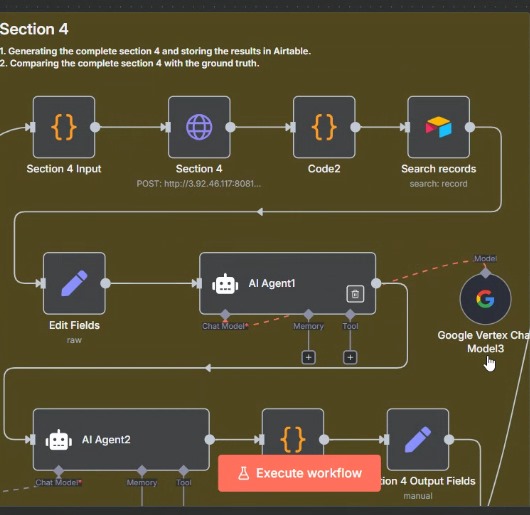 Section 4
1. Generating the complete section 4 and storing the results in Airtable.
2. Comparing the complete section 4 with the ground truth.
{}
{}
Section 4 Input
Section 4
Code2
Search records
POST: http://3.92.46.117:8081...
search: record
AI Agent1
Model
Chat Model*
Memory
Tool
Edit Fields
raw
+
+
Google Vertex Cha
Model3
AI Agent2
{}
Execute workflow
Chat Model*
Memory
Tool
tion 4 Output Fields
manual